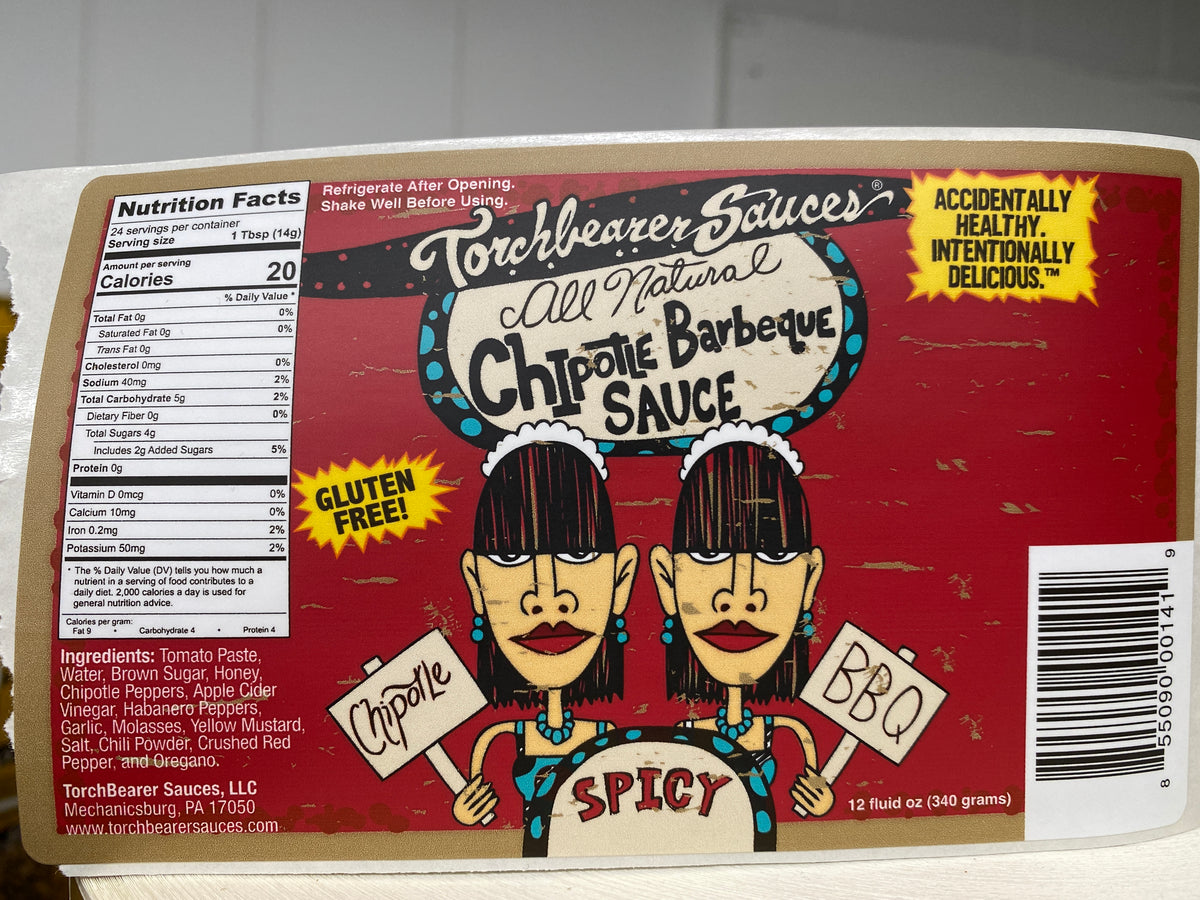 Nutrition Facts
24 servings per container
Serving size 1 Tbsp (14g)
Amount per serving
Calories 20
% Daily Value *
Total Fat 0g 0%
Saturated Fat 0g 0%
Trans Fat 0g
Cholesterol 0mg 0%
Sodium 40mg 2%
Total Carbohydrate 5g 2%
Dietary Fiber 0g 0%
Total Sugars 4g
Includes 2g Added Sugars 5%
Protein 0g
Vitamin D 0mcg 0%
Calcium 10mg 0%
Iron 0.2mg 2%
Potassium 50mg 2%
* The % Daily Value (DV) tells you how much a
nutrient in a serving of food contributes to a
daily diet. 2,000 calories a day is used for
general nutrition advice.
Calories per gram:
Fat 9 • Carbohydrate 4 • Protein 4
Ingredients: Tomato Paste,
Water, Brown Sugar, Honey,
Chipotle Peppers, Apple Cider
Vinegar, Habanero Peppers,
Garlic, Molasses, Yellow Mustard,
Salt, Chili Powder, Crushed Red
Pepper, and Oregano.
TorchBearer Sauces, LLC
Mechanicsburg, PA 17050
www.torchbearersauces.com
Refrigerate After Opening.
Shake Well Before Using.
Torchbearer Sauces®
All Natural
Chipotle Barbeque
SAUCE
GLUTEN
FREE!
Chipotle
BBQ
SPICY
ACCIDENTALLY
HEALTHY.
INTENTIONALLY
DELICIOUS.™
12 fluid oz (340 grams)
8 55090 00141 9